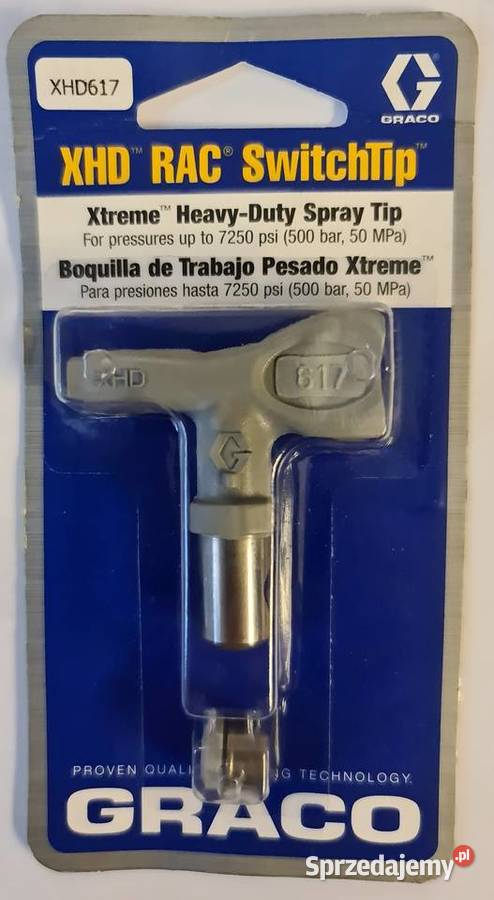 XHD617
GRACO
XHD™ RAC® SwitchTip™
Xtreme™ Heavy-Duty Spray Tip
For pressures up to 7250 psi (500 bar, 50 MPa)
Boquilla de Trabajo Pesado Xtreme™
Para presiones hasta 7250 psi (500 bar, 50 MPa)
XHD
617
PROVEN QUALI NG TECHNOLOGY.
GRACO
Sprzedajemy.pl